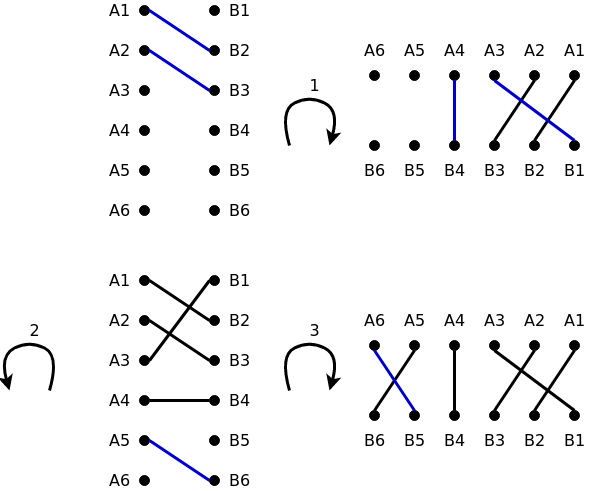 A1 B1
A2 B2
A3 B3
A4 B4
A5 B5
A6 B6
1
A6 A5 A4 A3 A2 A1
B6 B5 B4 B3 B2 B1
2
A1 B1
A2 B2
A3 B3
A4 B4
A5 B5
A6 B6
3
A6 A5 A4 A3 A2 A1
B6 B5 B4 B3 B2 B1